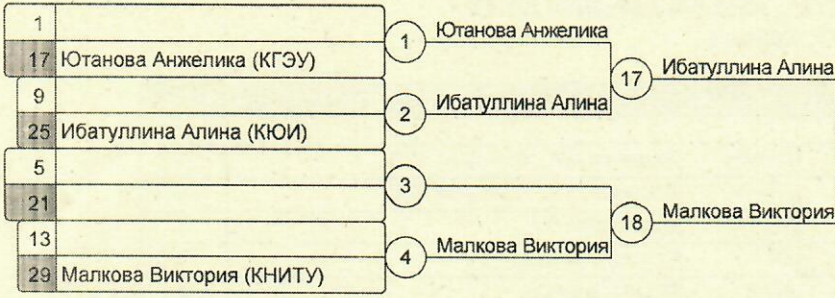 1
17 Ютанова Анжелика (КГЭУ)
1
Ютанова Анжелика
9
25 Ибатуллина Алина (КЮИ)
2
Ибатуллина Алина
17
Ибатуллина Алина
5
21
3
13
29 Малкова Виктория (КНИТУ)
4
Малкова Виктория
18
Малкова Виктория